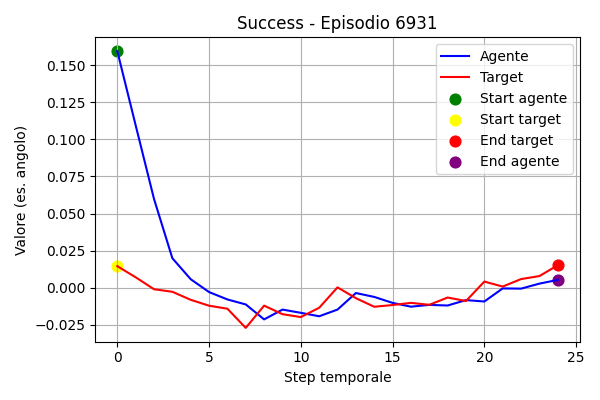 Success - Episodio 6931
Valore (es. angolo)
0.150
0.125
0.100
0.075
0.050
0.025
0.000
−0.025
0
5
10
15
20
25
Step temporale
Agente
Target
Start agente
Start target
End target
End agente